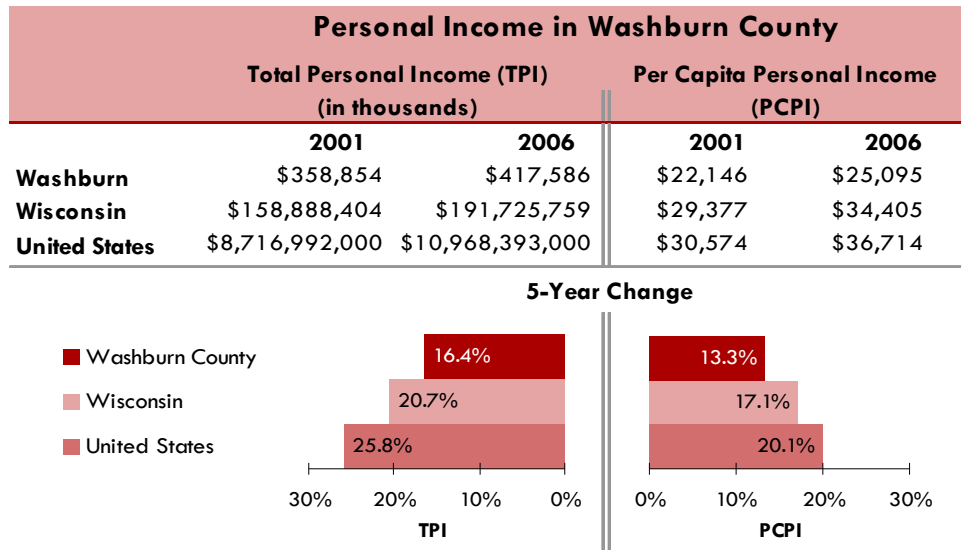 Personal Income in Washburn County
Total Personal Income (TPI) Per Capita Personal Income
(in thousands) (PCPI)
2001 2006 2001 2006
Washburn $358,854 $417,586 $22,146 $25,095
Wisconsin $158,888,404 $191,725,759 $29,377 $34,405
United States $8,716,992,000 $10,968,393,000 $30,574 $36,714
5-Year Change
Washburn County 16.4% 13.3%
Wisconsin 20.7% 17.1%
United States 25.8% 20.1%
30% 20% 10% 0% 0% 10% 20% 30%
TPI PCPI